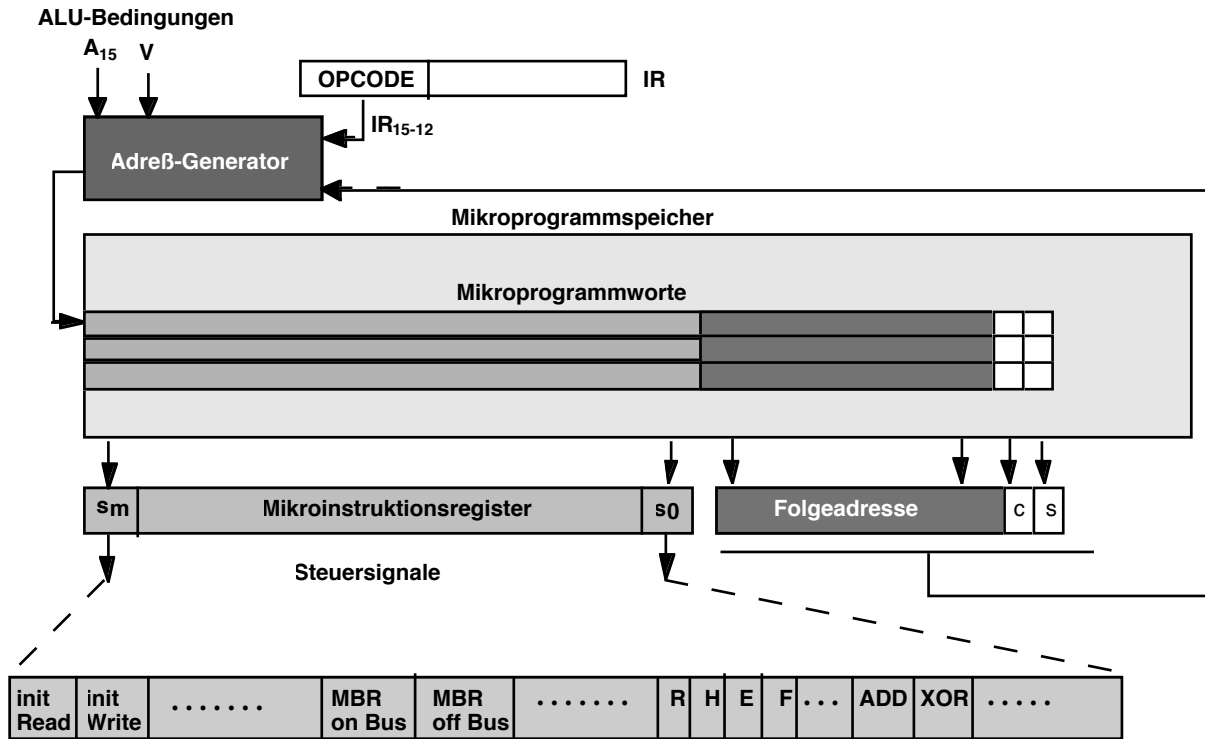 ALU-Bedingungen
A15 V
OPCODE IR
IR15-12
Adreß-Generator
Mikroprogrammspeicher
Mikroprogrammworte
sm Mikroinstruktionsregister s0 Folgeadresse c s
Steuersignale
init Read
init Write
.......
MBR on Bus
MBR off Bus
.......
R H E F ... ADD XOR .....